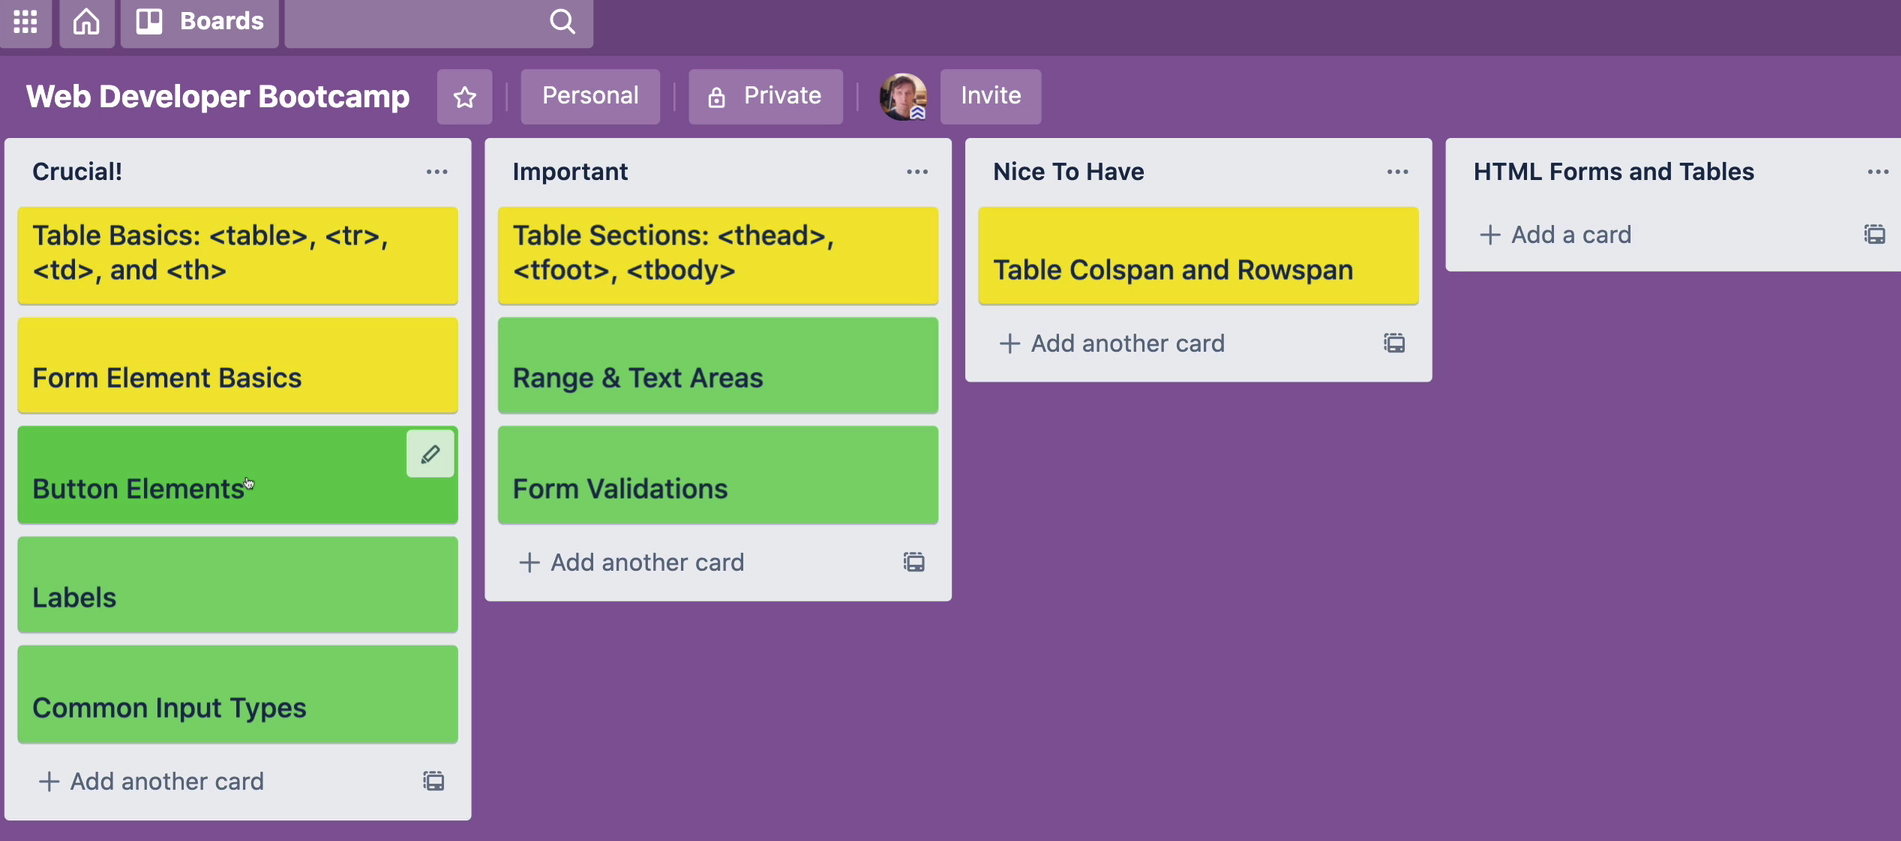 Boards
Web Developer Bootcamp
Personal
Private
Invite
Crucial!
Table Basics: <table>, <tr>,
<td>, and <th>
Form Element Basics
Button Elements
Labels
Common Input Types
+ Add another card
Important
Table Sections: <thead>,
<tfoot>, <tbody>
Range & Text Areas
Form Validations
+ Add another card
Nice To Have
Table Colspan and Rowspan
+ Add another card
HTML Forms and Tables
+ Add a card